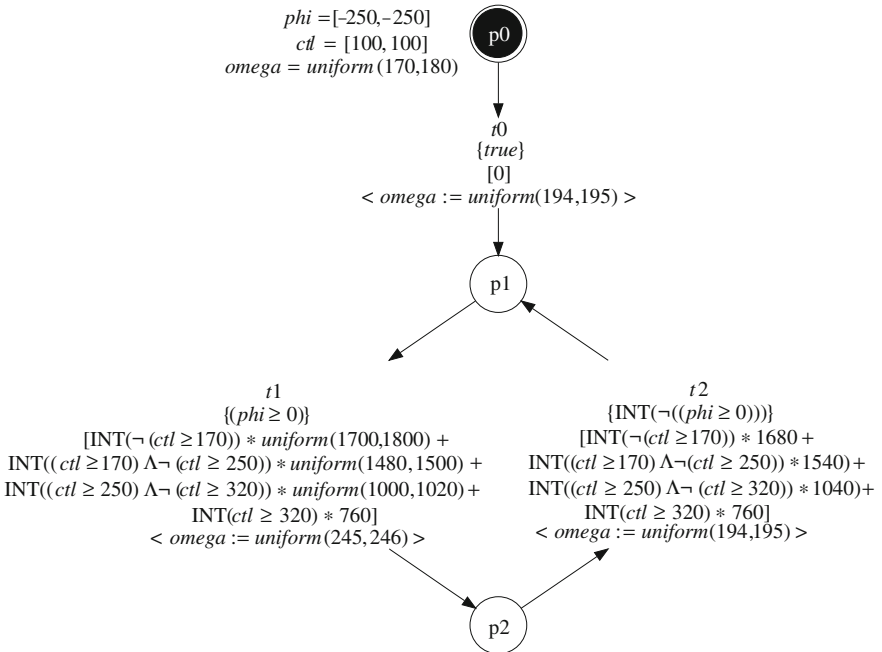 phi = [–250,–250]
ctl = [100, 100]
omega = uniform (170,180)
p0
t0
{true}
[0]
< omega := uniform(194,195) >
p1
t1
{(phi ≥ 0)}
[INT(¬ (ctl ≥170)) ∗ uniform(1700,1800) +
INT((ctl ≥170) Λ¬ (ctl ≥ 250)) ∗ uniform(1480, 1500) +
INT((ctl ≥ 250) Λ¬ (ctl ≥ 320)) ∗ uniform(1000,1020) +
INT(ctl ≥ 320) ∗ 760]
< omega := uniform(245, 246) >
t2
{INT(¬((phi ≥ 0)))}
[INT(¬(ctl ≥170)) ∗ 1680 +
INT((ctl ≥170) Λ¬(ctl ≥ 250)) ∗1540)+
INT((ctl ≥ 250) Λ¬ (ctl ≥ 320)) ∗ 1040)+
INT(ctl ≥ 320) ∗ 760]
< omega := uniform(194,195) >
p2